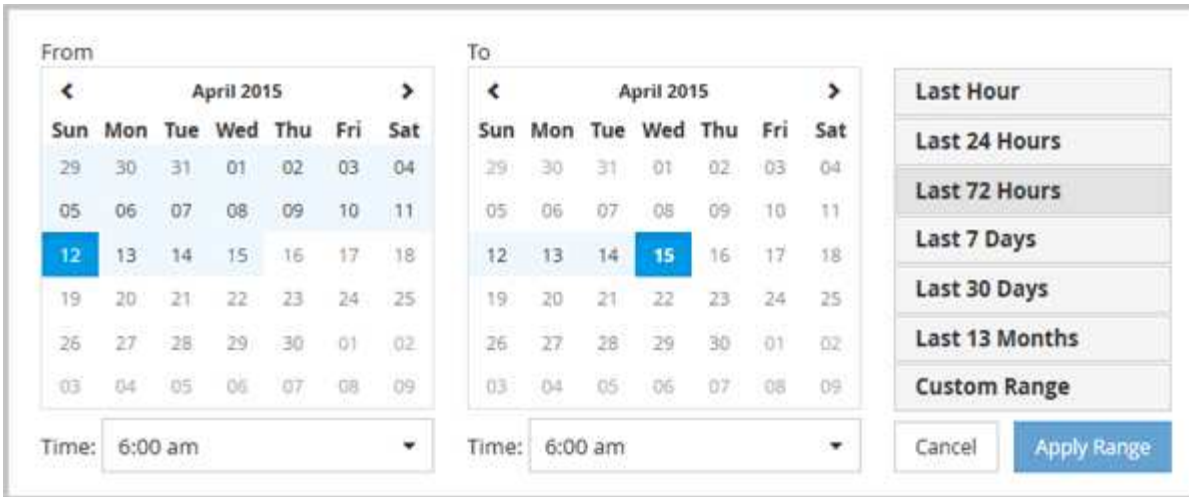 From
April 2015
Sun Mon Tue Wed Thu Fri Sat
29 30 31 01 02 03 04
05 06 07 08 09 10 11
12 13 14 15 16 17 18
19 20 21 22 23 24 25
26 27 28 29 30 01 02
03 04 05 06 07 08 09
Time: 6:00 am
To
April 2015
Sun Mon Tue Wed Thu Fri Sat
29 30 31 01 02 03 04
05 06 07 08 09 10 11
12 13 14 15 16 17 18
19 20 21 22 23 24 25
26 27 28 29 30 01 02
03 04 05 06 07 08 09
Time: 6:00 am
Last Hour
Last 24 Hours
Last 72 Hours
Last 7 Days
Last 30 Days
Last 13 Months
Custom Range
Cancel Apply Range